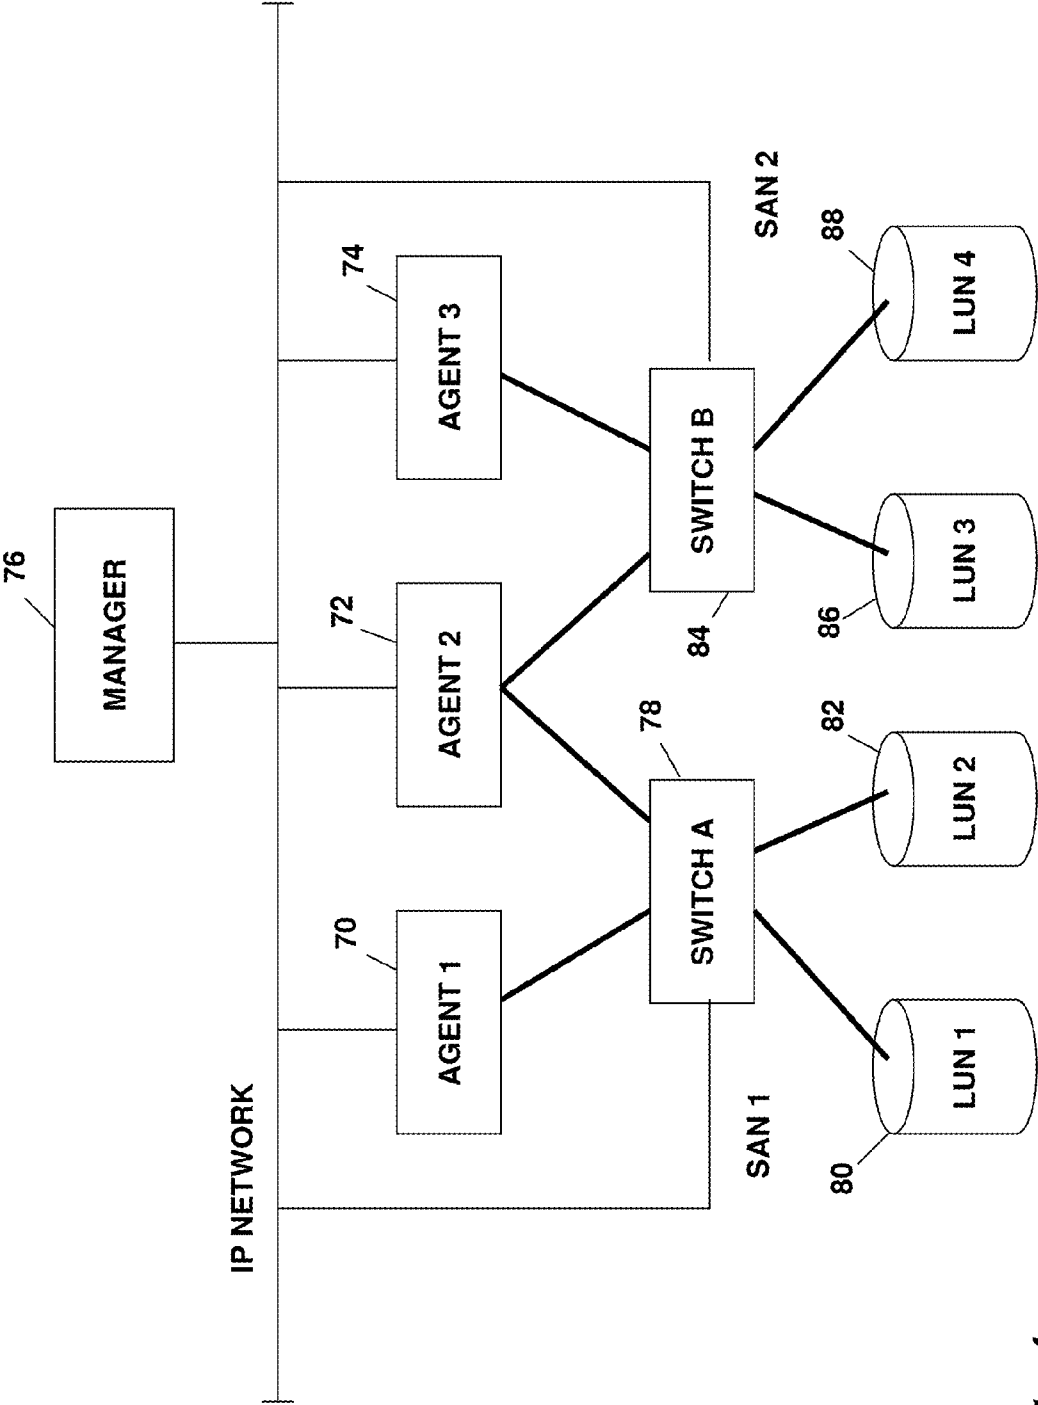 76
MANAGER
IP NETWORK
70
72
74
AGENT 1
AGENT 2
AGENT 3
78
84
SWITCH A
SWITCH B
SAN 1
SAN 2
80
82
86
88
LUN 1
LUN 2
LUN 3
LUN 4